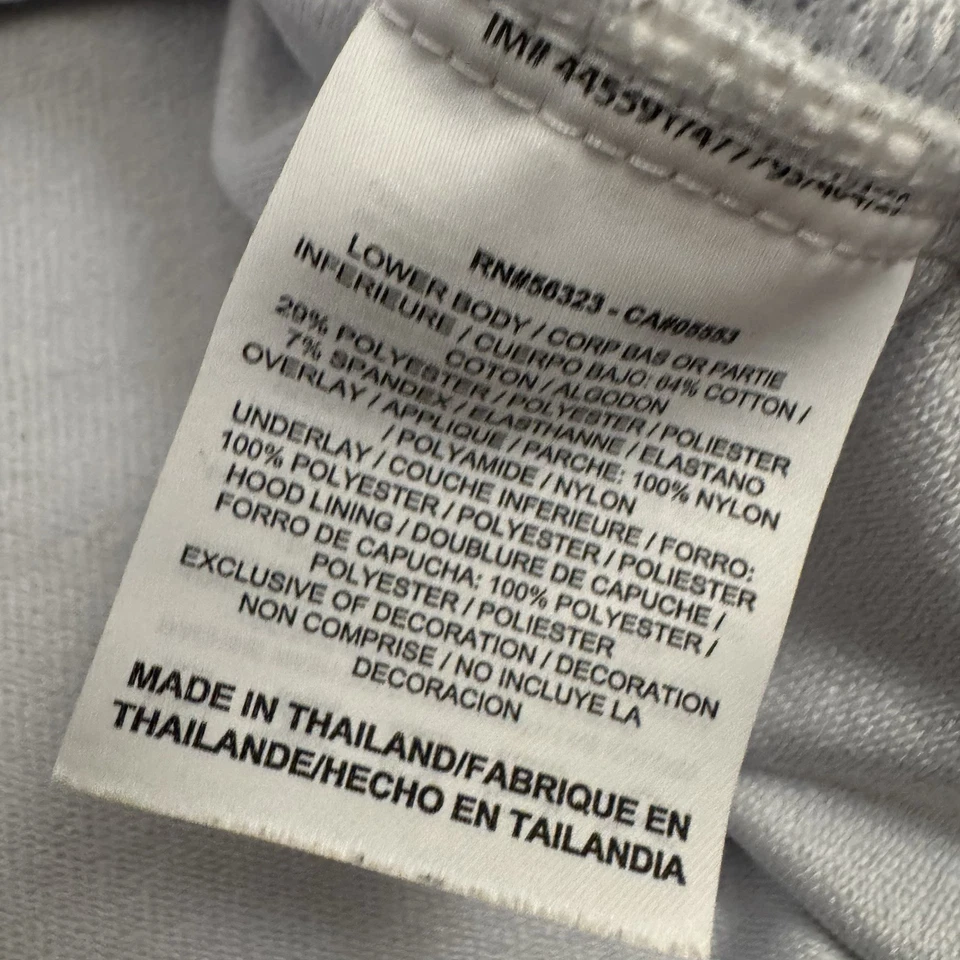 IM# 445591/477793/
RN#56323 - CA#05553
LOWER BODY / CORP BAS OR PARTIE
INFERIEURE / CUERPO BAJO: 64% COTTON /
COTON / ALGODON
29% POLYESTER / POLYESTER / POLIESTER
7% SPANDEX / ELASTHANNE / ELASTANO
OVERLAY / APPLIQUE / PARCHE: 100% NYLON
/ POLYAMIDE / NYLON
UNDERLAY / COUCHE INFERIEURE / FORRO:
100% POLYESTER / POLYESTER / POLIESTER
HOOD LINING / DOUBLURE DE CAPUCHE /
FORRO DE CAPUCHA: 100% POLYESTER /
POLYESTER / POLIESTER
EXCLUSIVE OF DECORATION / DECORATION
NON COMPRISE / NO INCLUYE LA
DECORACION
MADE IN THAILAND/FABRIQUE EN
THAILANDE/HECHO EN TAILANDIA